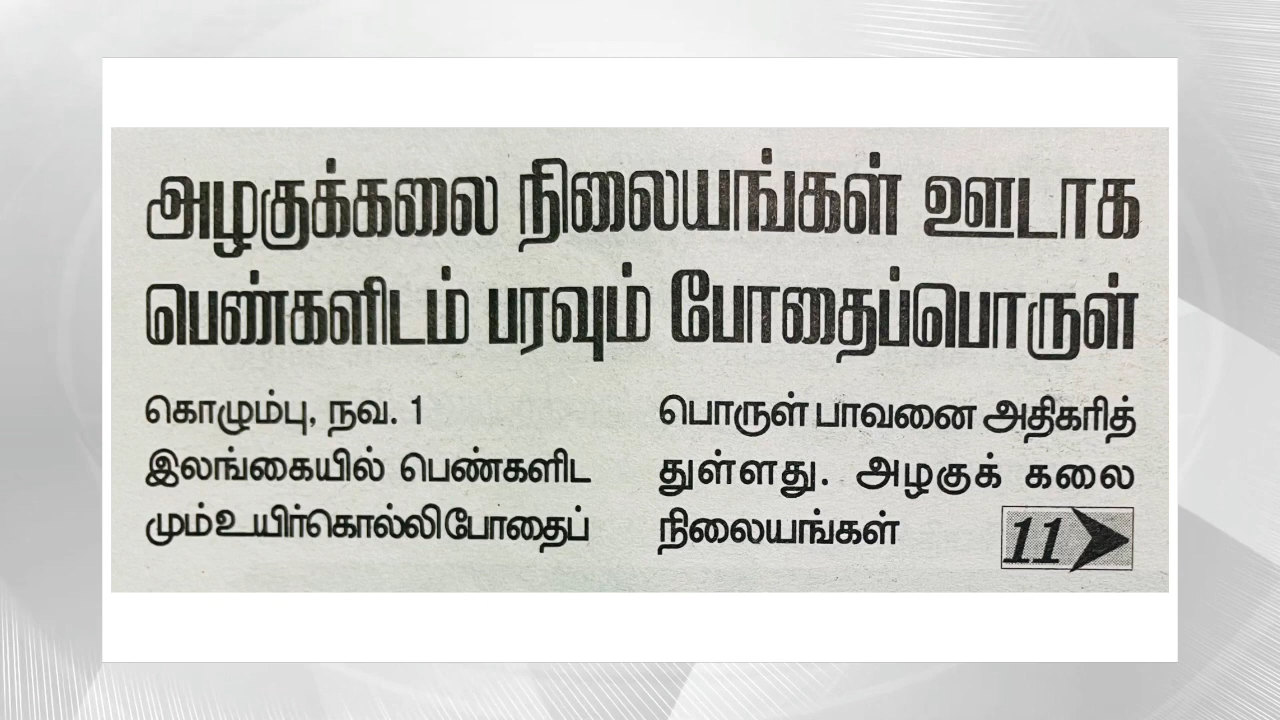 அழகுக்கலை நிலையங்கள் ஊடாக
பெண்களிடம் பரவும் போதைப்பொருள்
கொழும்பு, நவ. 1
இலங்கையில் பெண்களிட
மும் உயிர்கொல்லி போதைப்
பொருள் பாவனை அதிகரித்
துள்ளது. அழகுக் கலை
நிலையங்கள்
11